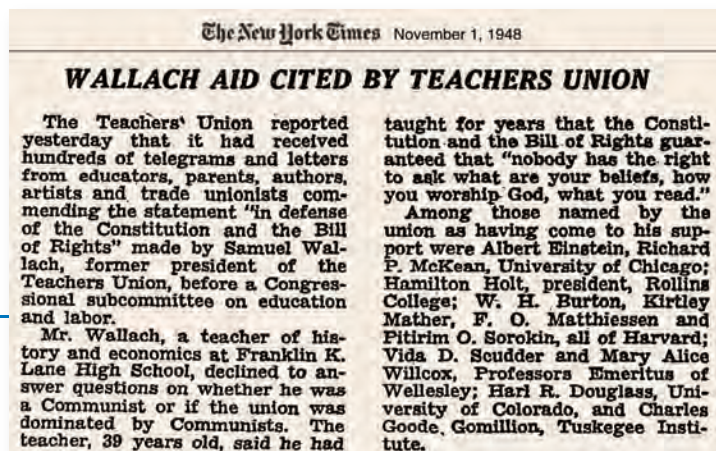 The New York Times November 1, 1948
WALLACH AID CITED BY TEACHERS UNION
The Teachers' Union reported
yesterday that it had received
hundreds of telegrams and letters
from educators, parents, authors,
artists and trade unionists com-
mending the statement "in defense
of the Constitution and the Bill
of Rights" made by Samuel Wal-
lach, former president of the
Teachers Union, before a Congres-
sional subcommittee on education
and labor.
Mr. Wallach, a teacher of his-
tory and economics at Franklin K.
Lane High School, declined to an-
swer questions on whether he was
a Communist or if the union was
dominated by Communists. The
teacher, 39 years old, said he had
taught for years that the Consti-
tution and the Bill of Rights guar-
anteed that "nobody has the right
to ask what are your beliefs, how
you worship God, what you read."
Among those named by the
union as having come to his sup-
port were Albert Einstein, Richard
P. McKean, University of Chicago;
Hamilton Holt, president, Rollins
College; W. H. Burton, Kirtley
Mather, F. O. Matthiessen and
Pitirim O. Sorokin, all of Harvard;
Vida D. Scudder and Mary Alice
Willcox, Professors Emeritus of
Wellesley; Harl R. Douglass, Uni-
versity of Colorado, and Charles
Goode, Gomillion, Tuskegee Insti-
tute.